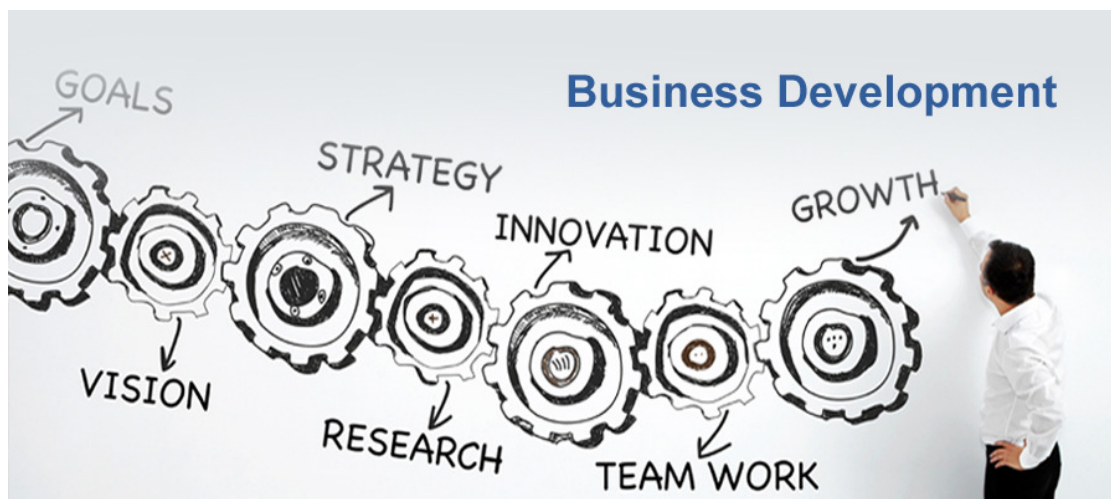 Business Development
GOALS
VISION
STRATEGY
RESEARCH
INNOVATION
TEAM WORK
GROWTH